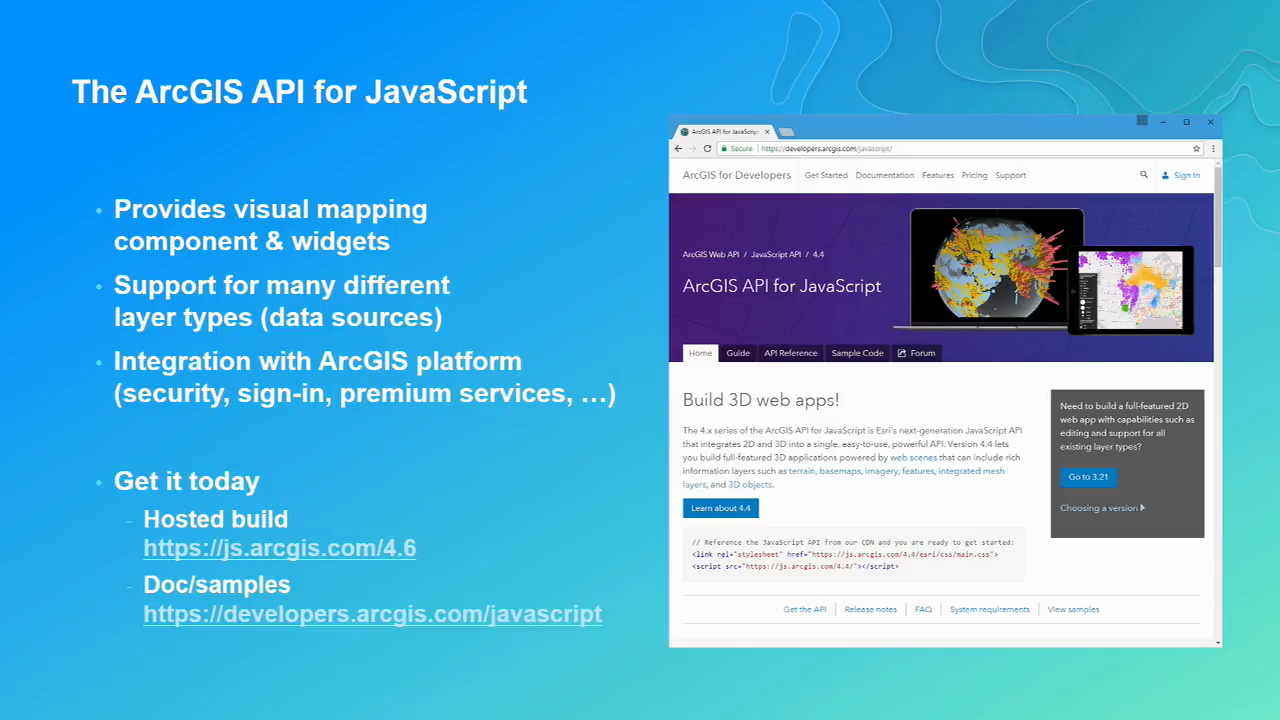 The ArcGIS API for JavaScript
Provides visual mapping
component & widgets
Support for many different
layer types (data sources)
Integration with ArcGIS platform
(security, sign-in, premium services, …)
Get it today
Hosted build
https://js.arcgis.com/4.6
Doc/samples
https://developers.arcgis.com/javascript
ArcGIS API for JavaScrip
Secure https://developers.arcgis.com/javascript/
ArcGIS for Developers Get Started Documentation Features Pricing Support Sign In
ArcGIS Web API / JavaScript API / 4.4
ArcGIS API for JavaScript
Home Guide API Reference Sample Code Forum
Build 3D web apps!
The 4.x series of the ArcGIS API for JavaScript is Esri's next-generation JavaScript API
that integrates 2D and 3D into a single, easy-to-use, powerful API. Version 4.4 lets
you build full-featured 3D applications powered by web scenes that can include rich
information layers such as terrain, basemaps, imagery, features, integrated mesh
layers, and 3D objects.
Learn about 4.4
Need to build a full-featured 2D
web app with capabilities such as
editing and support for all
existing layer types?
Go to 3.21
Choosing a version
// Reference the JavaScript API from our CDN and you are ready to get started:
<link rel="stylesheet" href="https://js.arcgis.com/4.4/esri/css/main.css">
<script src="https://js.arcgis.com/4.4/"></script>
Get the API Release notes FAQ System requirements View samples